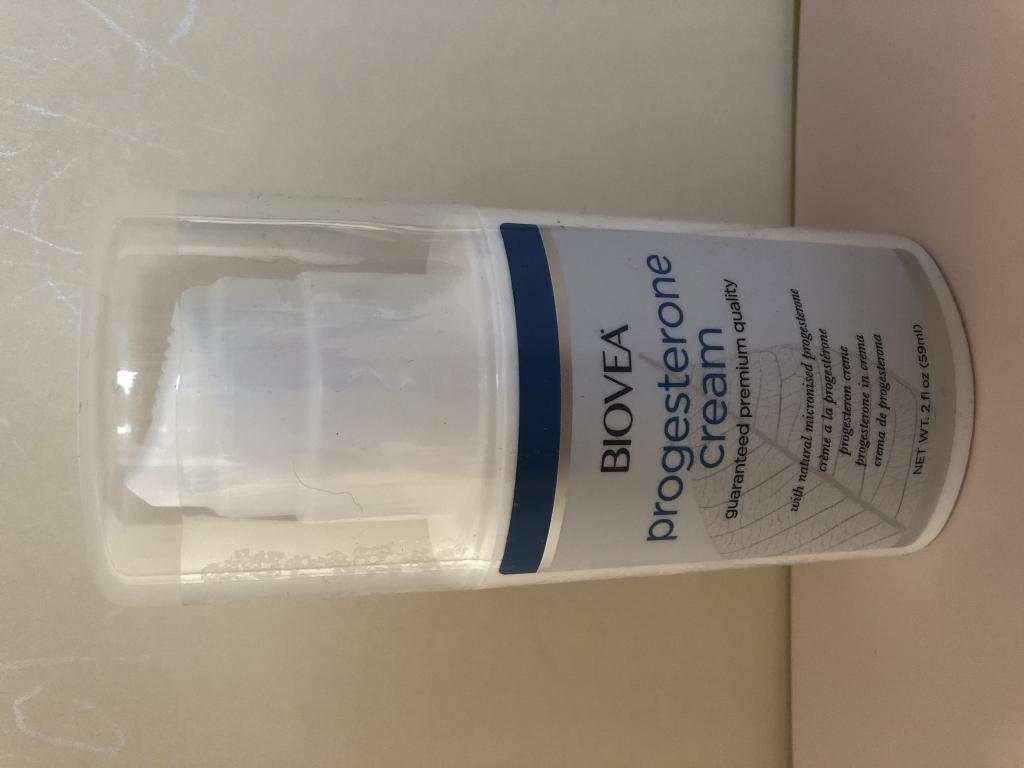 BIOVEA
progesterone
cream
guaranteed premium quality
with natural micronised progesterone
crème a la progestérone
progesteron creme
progesterone in crema
crema de progesterona
NET WT. 2 fl oz (59ml)